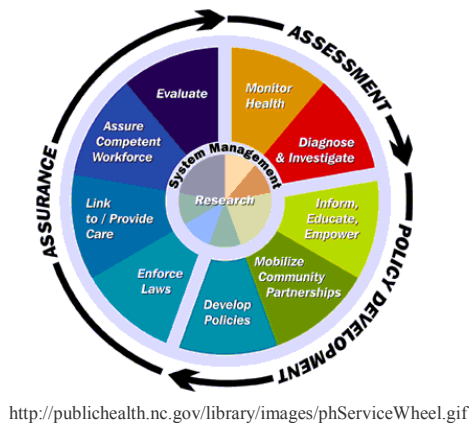 ASSESSMENT
Monitor
Health
Diagnose
& Investigate
POLICY DEVELOPMENT
Inform,
Educate,
Empower
Mobilize
Community
Partnerships
Develop
Policies
ASSURANCE
Enforce
Laws
Link
to / Provide
Care
Assure
Competent
Workforce
Evaluate
System Management
Research
http://publichealth.nc.gov/library/images/phServiceWheel.gif